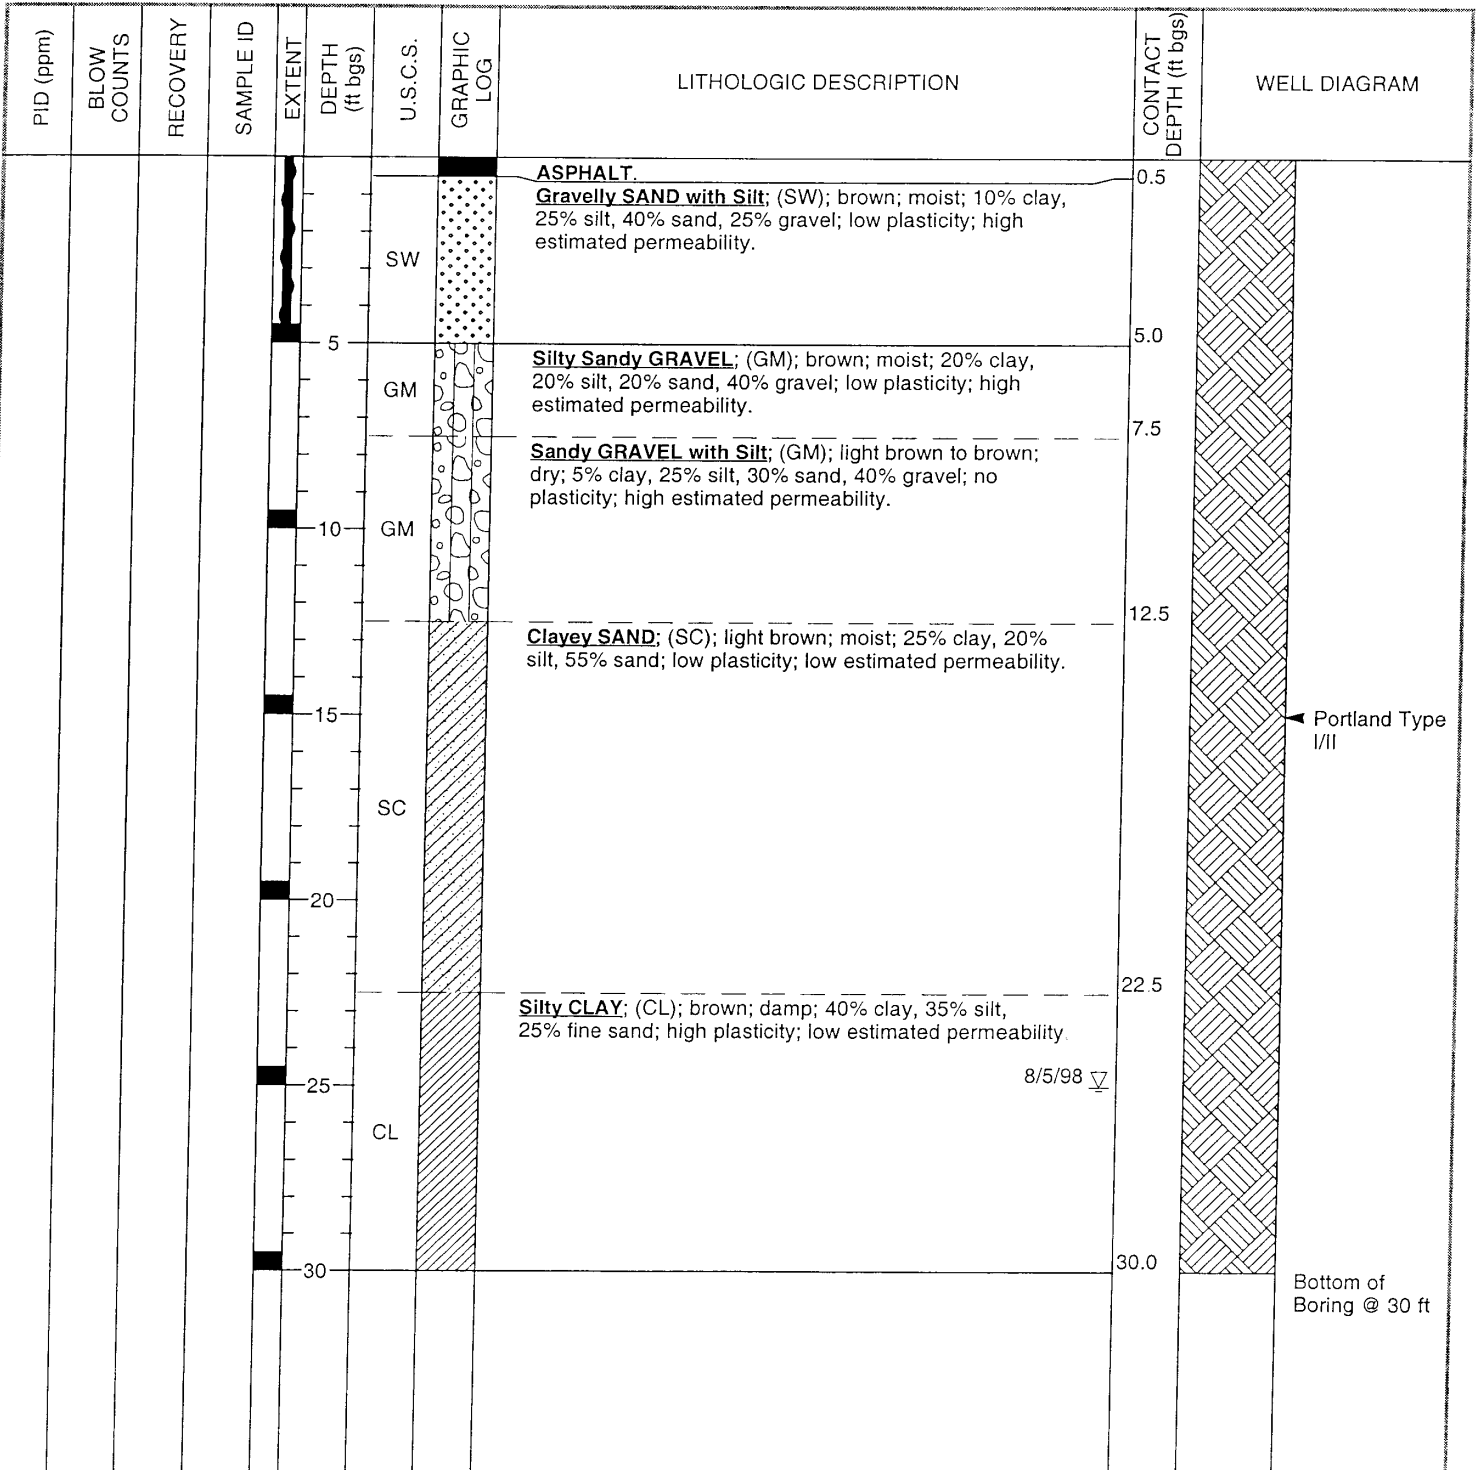 PID (ppm)
BLOW
COUNTS
RECOVERY
SAMPLE ID
EXTENT
DEPTH
(ft bgs)
U.S.C.S.
GRAPHIC
LOG
LITHOLOGIC DESCRIPTION
CONTACT
DEPTH (ft bgs)
WELL DIAGRAM
ASPHALT.
0.5
Gravelly SAND with Silt; (SW); brown; moist; 10% clay,
25% silt, 40% sand, 25% gravel; low plasticity; high
estimated permeability.
SW
5
5.0
Silty Sandy GRAVEL; (GM); brown; moist; 20% clay,
20% silt, 20% sand, 40% gravel; low plasticity; high
estimated permeability.
GM
7.5
Sandy GRAVEL with Silt; (GM); light brown to brown;
dry; 5% clay, 25% silt, 30% sand, 40% gravel; no
plasticity; high estimated permeability.
10
GM
12.5
Clayey SAND; (SC); light brown; moist; 25% clay, 20%
silt, 55% sand; low plasticity; low estimated permeability.
15
Portland Type
I/II
SC
20
22.5
Silty CLAY; (CL); brown; damp; 40% clay, 35% silt,
25% fine sand; high plasticity; low estimated permeability.
8/5/98
25
CL
30
30.0
Bottom of
Boring @ 30 ft